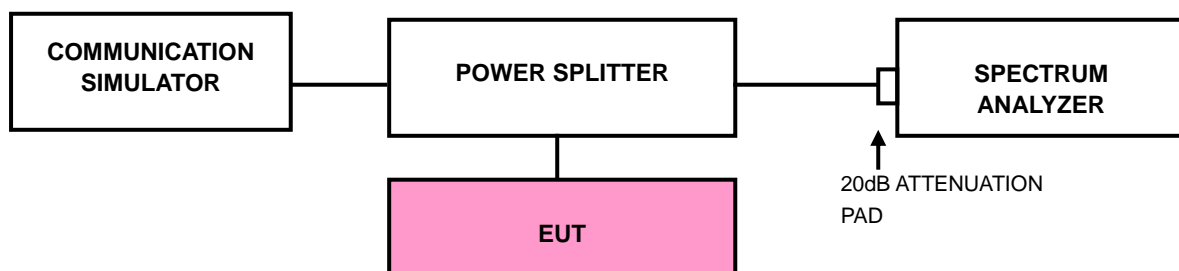 COMMUNICATION
SIMULATOR
POWER SPLITTER
SPECTRUM
ANALYZER
20dB ATTENUATION
PAD
EUT